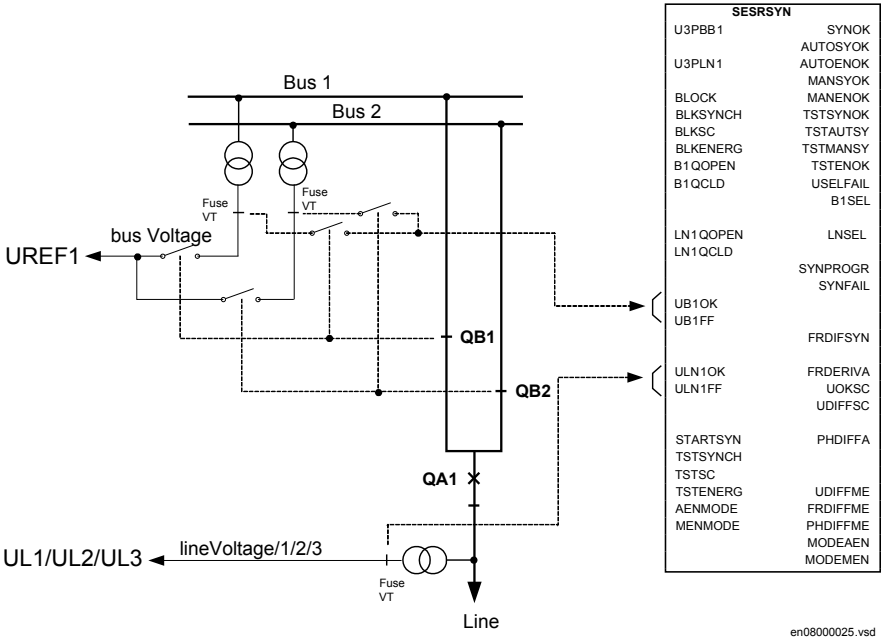 SESRSYN
U3PBB1 SYNOK
AUTOSYOK
U3PLN1 AUTOENOK
MANSYOK
BLOCK MANENOK
BLKSYNCH TSTSYNOK
BLKSC TSTAUTSY
BLKENERG TSTMANSY
B1QOPEN TSTENOK
B1QCLD USELFAIL
B1SEL
LN1QOPEN LNSEL
LN1QCLD
SYNPROGR
SYNFAIL
UB1OK
UB1FF
FRDIFSYN
ULN1OK FRDERIVA
ULN1FF UOKSC
UDIFFSC
STARTSYN PHDIFFA
TSTSYNCH
TSTSC
TSTENERG UDIFFME
AENMODE FRDIFFME
MENMODE PHDIFFME
MODEAEN
MODEMEN
Bus 1
Bus 2
Fuse
VT
Fuse
VT
bus Voltage
UREF1
QB1
QB2
QA1
UL1/UL2/UL3
lineVoltage/1/2/3
Fuse
VT
Line
en08000025.vsd